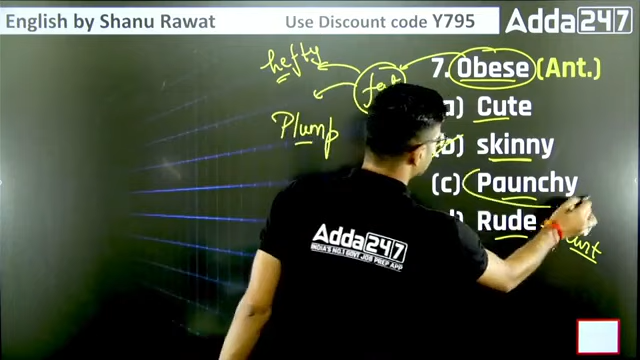 English by Shanu Rawat
Use Discount code Y795
Adda247
hefty
fat
Plump
7. Obese (Ant.)
(a) Cute
(b) skinny
(c) Paunchy
(d) Rude
Adda247
INDIA'S NO.1 GOVT JOB PREP APP